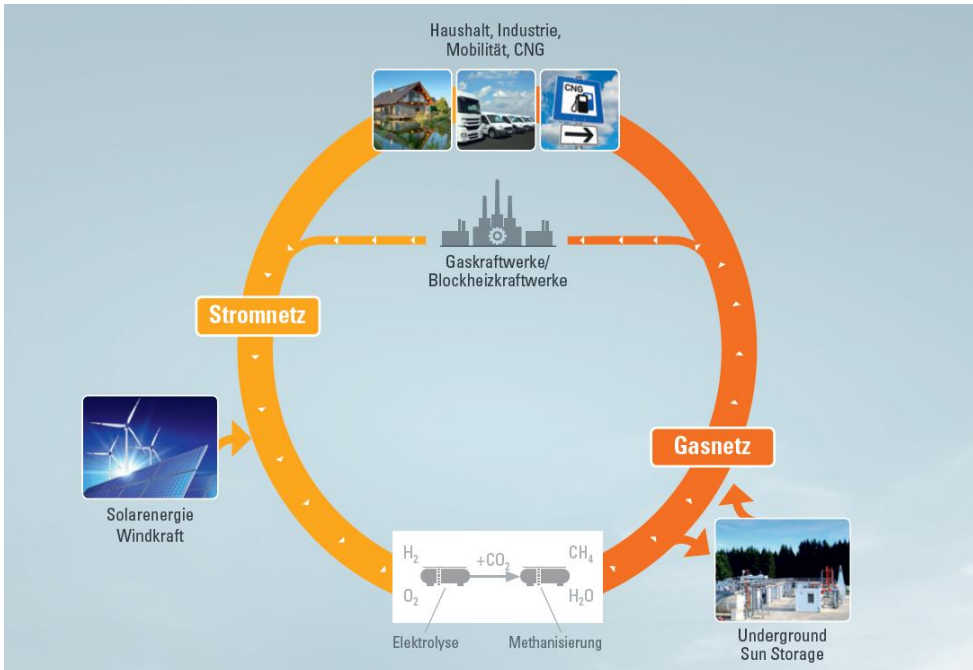 Haushalt, Industrie,
Mobilität, CNG
CNG
Gaskraftwerke/
Blockheizkraftwerke
Stromnetz
Gasnetz
Solarenergie
Windkraft
H₂
+CO₂
CH₄
O₂
H₂O
Elektrolyse
Methanisierung
Underground
Sun Storage